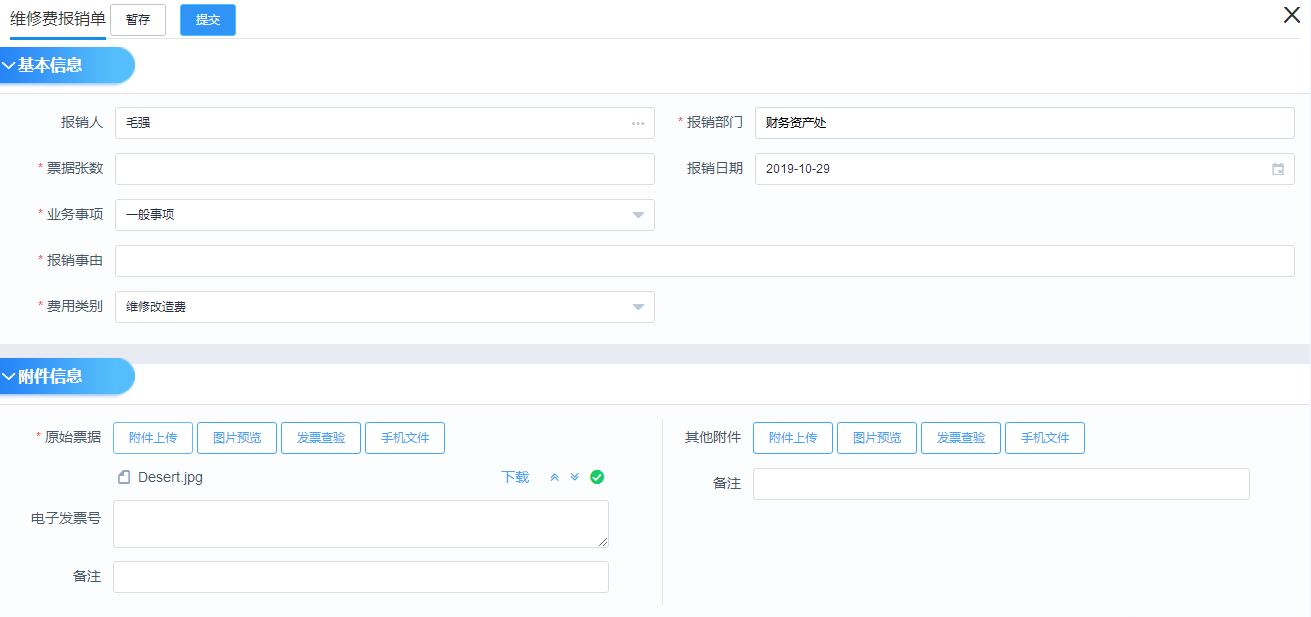 维修费报销单 暂存 提交
基本信息
报销人 毛强 * 报销部门 财务资产处
* 票据张数 报销日期 2019-10-29
* 业务事项 一般事项
* 报销事由
* 费用类别 维修改造费
附件信息
* 原始票据 附件上传 图片预览 发票查验 手机文件 其他附件 附件上传 图片预览 发票查验 手机文件
Desert.jpg 下载 备注
电子发票号
备注